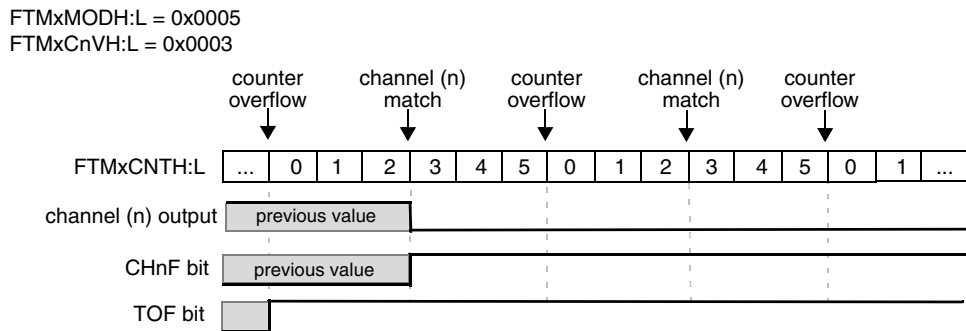 FTMxMODH:L = 0x0005
FTMxCnVH:L = 0x0003
counter overflow
channel (n) match
counter overflow
channel (n) match
counter overflow
FTMxCNTH:L ... 0 1 2 3 4 5 0 1 2 3 4 5 0 1 ...
channel (n) output previous value
CHnF bit previous value
TOF bit